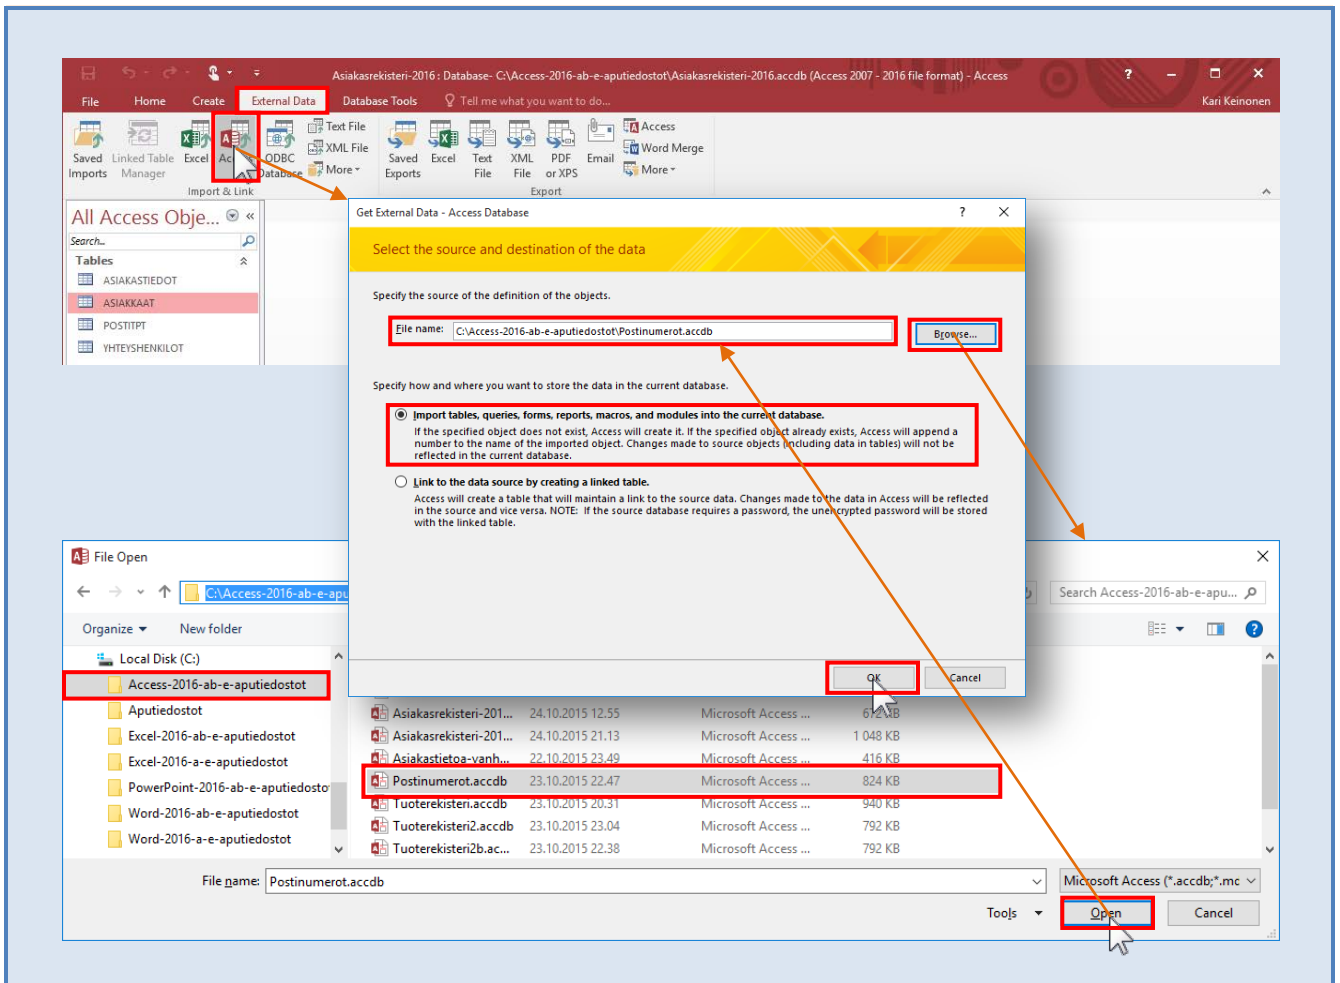 Asiakasrekisteri-2016 : Database- C:\Access-2016-ab-e-aputiedostot\Asiakasrekisteri-2016.accdb (Access 2007 - 2016 file format) - Access
File Home Create External Data Database Tools Tell me what you want to do... Kari Keinonen
Saved Imports
Linked Table Manager
Excel
ODBC Database
Text File
XML File
More
Import & Link
Saved Exports
Excel
Text File
XML File
PDF or XPS
Email
Access
Word Merge
More
Export
All Access Obje...
Search...
Tables
ASIAKASTIEDOT
ASIAKKAAT
POSTITPT
YHTEYSHENKILOT
Get External Data - Access Database
Select the source and destination of the data
Specify the source of the definition of the objects.
File name: C:\Access-2016-ab-e-aputiedostot\Postinumerot.accdb Browse...
Specify how and where you want to store the data in the current database.
Import tables, queries, forms, reports, macros, and modules into the current database.
If the specified object does not exist, Access will create it. If the specified object already exists, Access will append a
number to the name of the imported object. Changes made to source objects (including data in tables) will not be
reflected in the current database.
Link to the data source by creating a linked table.
Access will create a table that will maintain a link to the source data. Changes made to the data in Access will be reflected
in the source and vice versa. NOTE: If the source database requires a password, the unencrypted password will be stored
with the linked table.
OK Cancel
File Open
C:\Access-2016-ab-e-apu
Search Access-2016-ab-e-apu...
Organize New folder
Local Disk (C:)
Access-2016-ab-e-aputiedostot
Aputiedostot
Excel-2016-ab-e-aputiedostot
Excel-2016-a-e-aputiedostot
PowerPoint-2016-ab-e-aputiedosto
Word-2016-ab-e-aputiedostot
Word-2016-a-e-aputiedostot
Asiakasrekisteri-201... 24.10.2015 12.55 Microsoft Access ... 672 KB
Asiakasrekisteri-201... 24.10.2015 21.13 Microsoft Access ... 1 048 KB
Asiakastietoa-vanh... 22.10.2015 23.49 Microsoft Access ... 416 KB
Postinumerot.accdb 23.10.2015 22.47 Microsoft Access ... 824 KB
Tuoterekisteri.accdb 23.10.2015 20.31 Microsoft Access ... 940 KB
Tuoterekisteri2.accdb 23.10.2015 23.04 Microsoft Access ... 792 KB
Tuoterekisteri2b.ac... 23.10.2015 22.38 Microsoft Access ... 792 KB
File name: Postinumerot.accdb Microsoft Access (*.accdb;*.mc
Tools Open Cancel